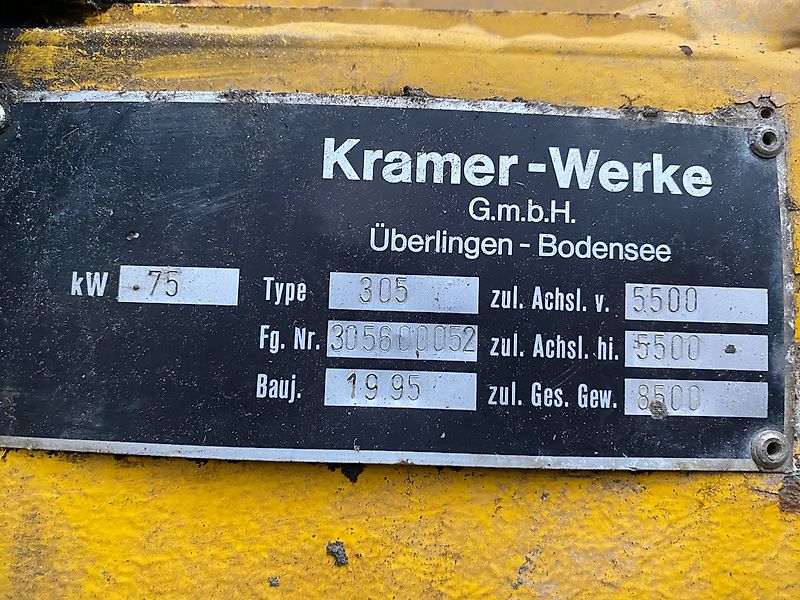 Kramer-Werke
G.m.b.H.
Überlingen - Bodensee
kW 75 Type 305 zul. Achsl. v. 5500
Fg. Nr. 305600052 zul. Achsl. hi. 5500
Bauj. 1995 zul. Ges. Gew. 8500